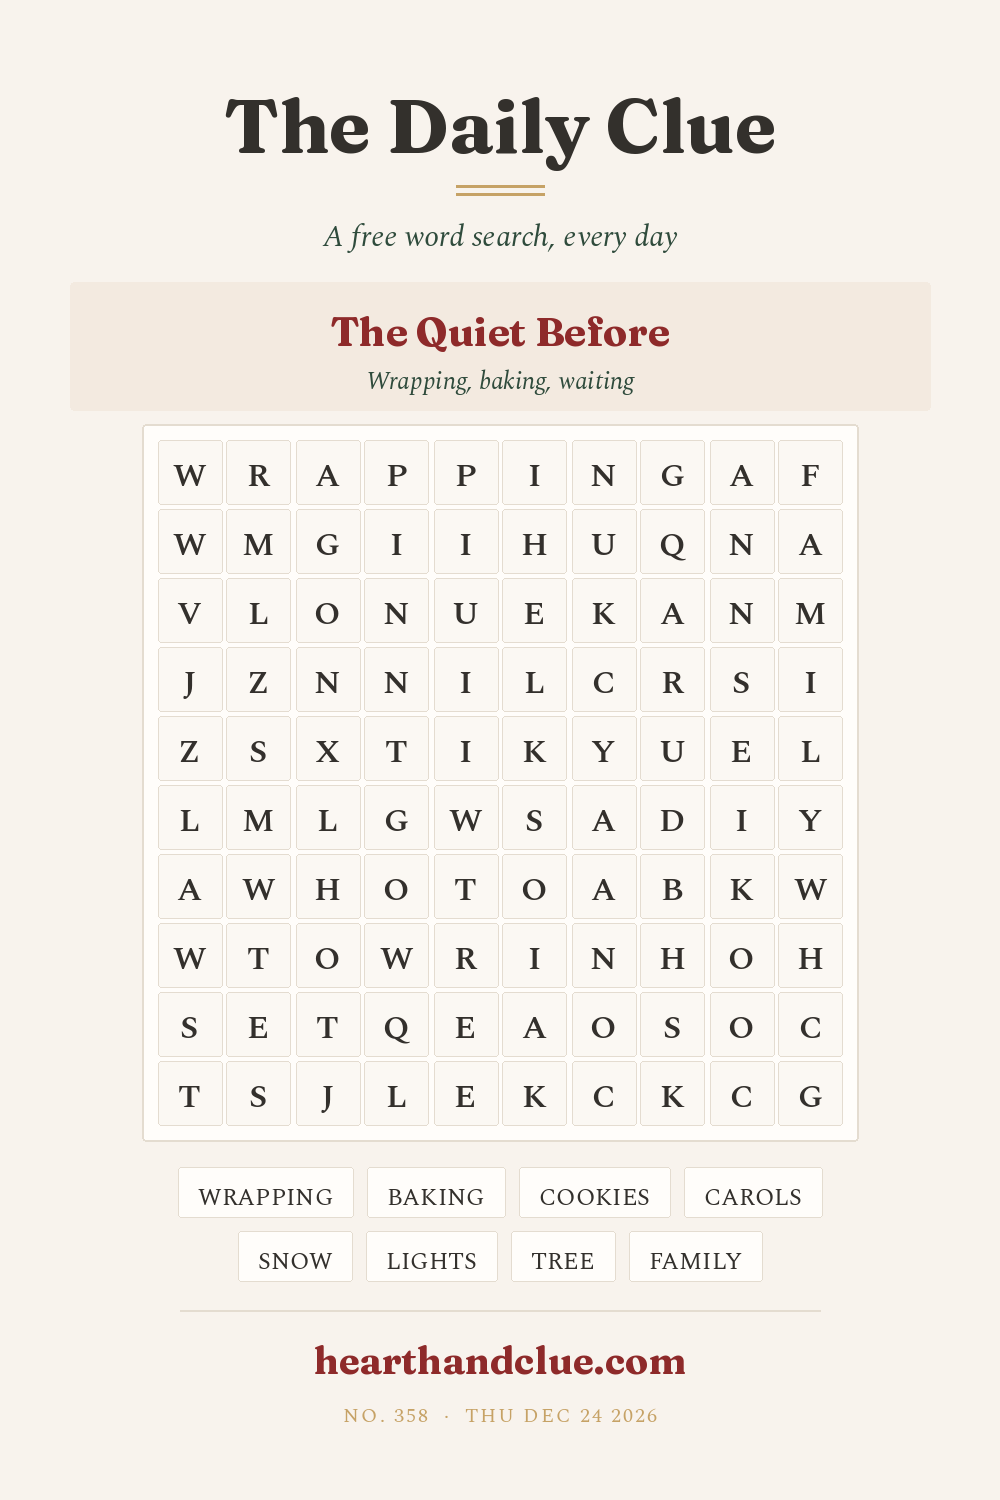 The Daily Clue
A free word search, every day
The Quiet Before
Wrapping, baking, waiting
W R A P P I N G A F
W M G I I H U Q N A
V L O N U E K A N M
J Z N N I L C R S I
Z S X T I K Y U E L
L M L G W S A D I Y
A W H O T O A B K W
W T O W R I N H O H
S E T Q E A O S O C
T S J L E K C K C G
WRAPPING BAKING COOKIES CAROLS
SNOW LIGHTS TREE FAMILY
hearthandclue.com
NO. 358 · THU DEC 24 2026